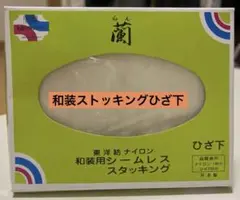 らん
蘭
和装ストッキングひざ下
東洋紡ナイロン
和装用シームレス
スタッキング
ひざ下